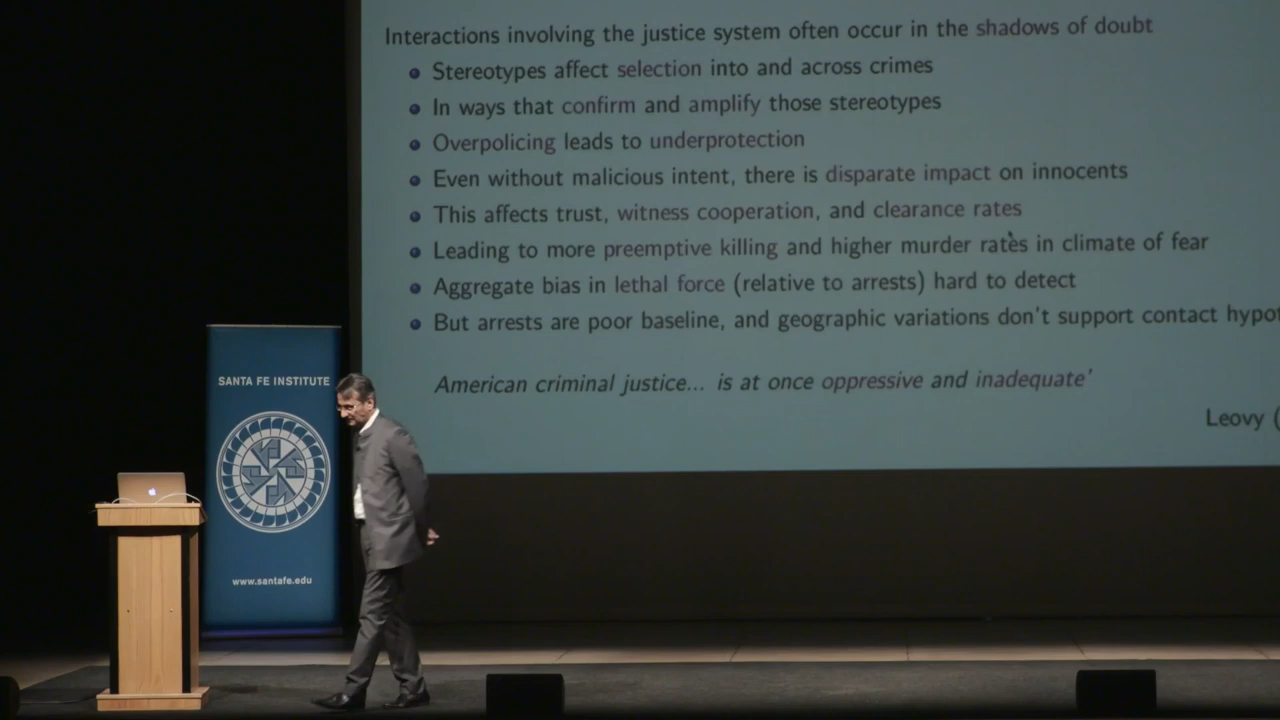 Interactions involving the justice system often occur in the shadows of doubt
Stereotypes affect selection into and across crimes
In ways that confirm and amplify those stereotypes
Overpolicing leads to underprotection
Even without malicious intent, there is disparate impact on innocents
This affects trust, witness cooperation, and clearance rates
Leading to more preemptive killing and higher murder rates in climate of fear
Aggregate bias in lethal force (relative to arrests) hard to detect
But arrests are poor baseline, and geographic variations don't support contact hypot
American criminal justice... is at once oppressive and inadequate'
Leovy (
SANTA FE INSTITUTE
www.santafe.edu